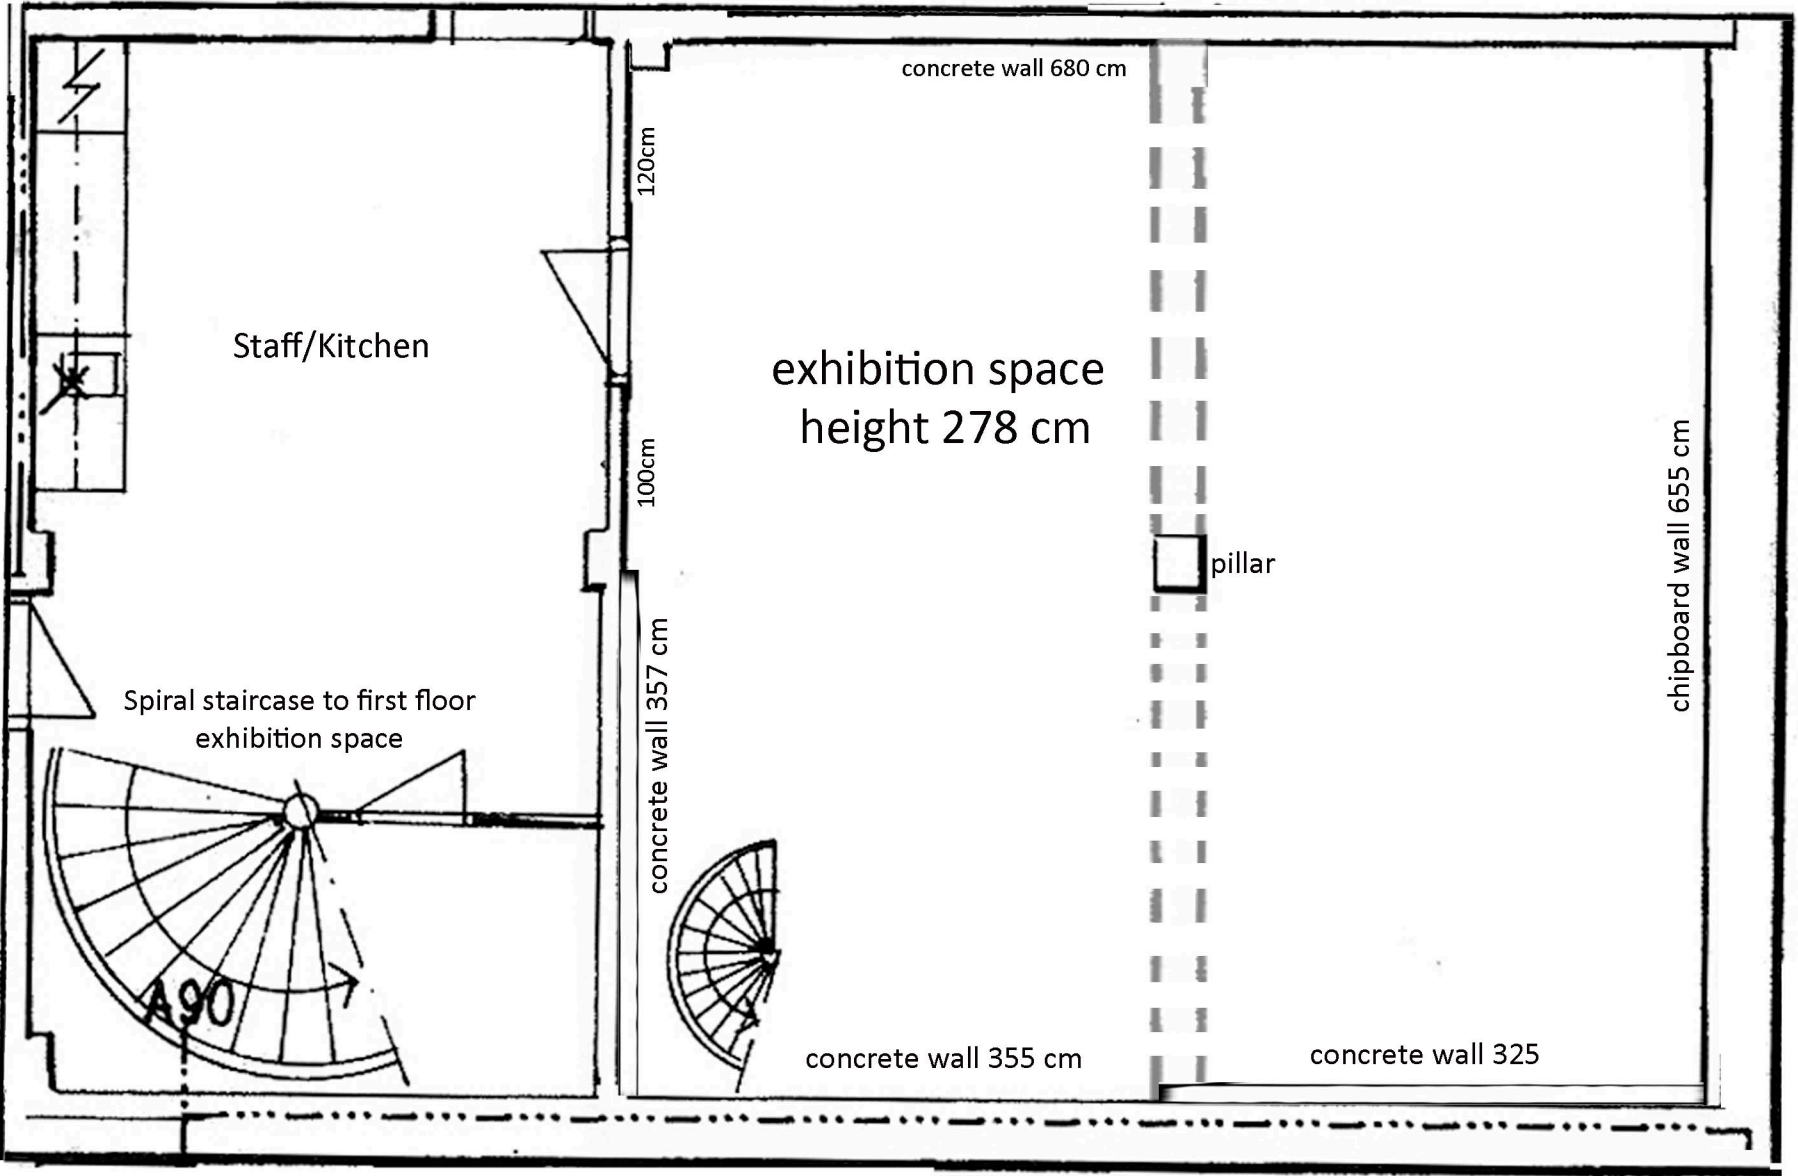 concrete wall 680 cm
120cm
Staff/Kitchen
exhibition space
height 278 cm
100cm
pillar
chipboard wall 655 cm
concrete wall 357 cm
Spiral staircase to first floor
exhibition space
A90
concrete wall 355 cm
concrete wall 325